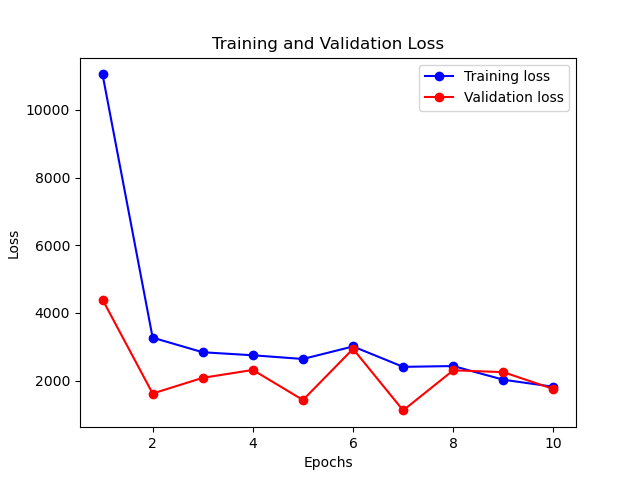 Training and Validation Loss
Training loss
Validation loss
10000
8000
6000
4000
2000
Loss
2 4 6 8 10
Epochs